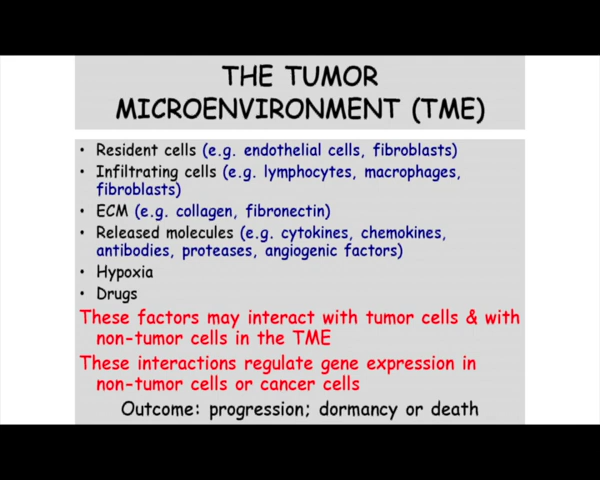 THE TUMOR
MICROENVIRONMENT (TME)
• Resident cells (e.g. endothelial cells, fibroblasts)
• Infiltrating cells (e.g. lymphocytes, macrophages,
fibroblasts)
• ECM (e.g. collagen, fibronectin)
• Released molecules (e.g. cytokines, chemokines,
antibodies, proteases, angiogenic factors)
• Hypoxia
• Drugs
These factors may interact with tumor cells & with
non-tumor cells in the TME
These interactions regulate gene expression in
non-tumor cells or cancer cells
Outcome: progression; dormancy or death